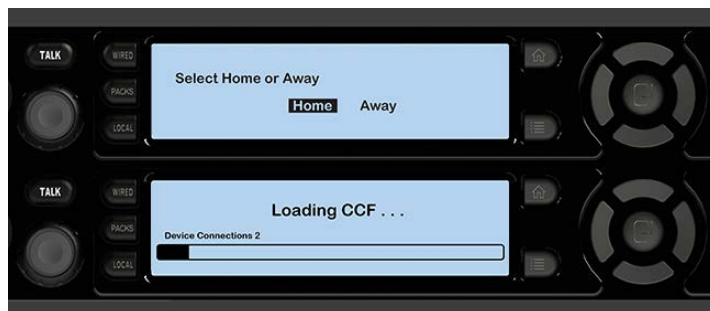 TALK
WIRED
PACKS
LOCAL
Select Home or Away
Home Away
TALK
WIRED
PACKS
LOCAL
Loading CCF . . .
Device Connections 2